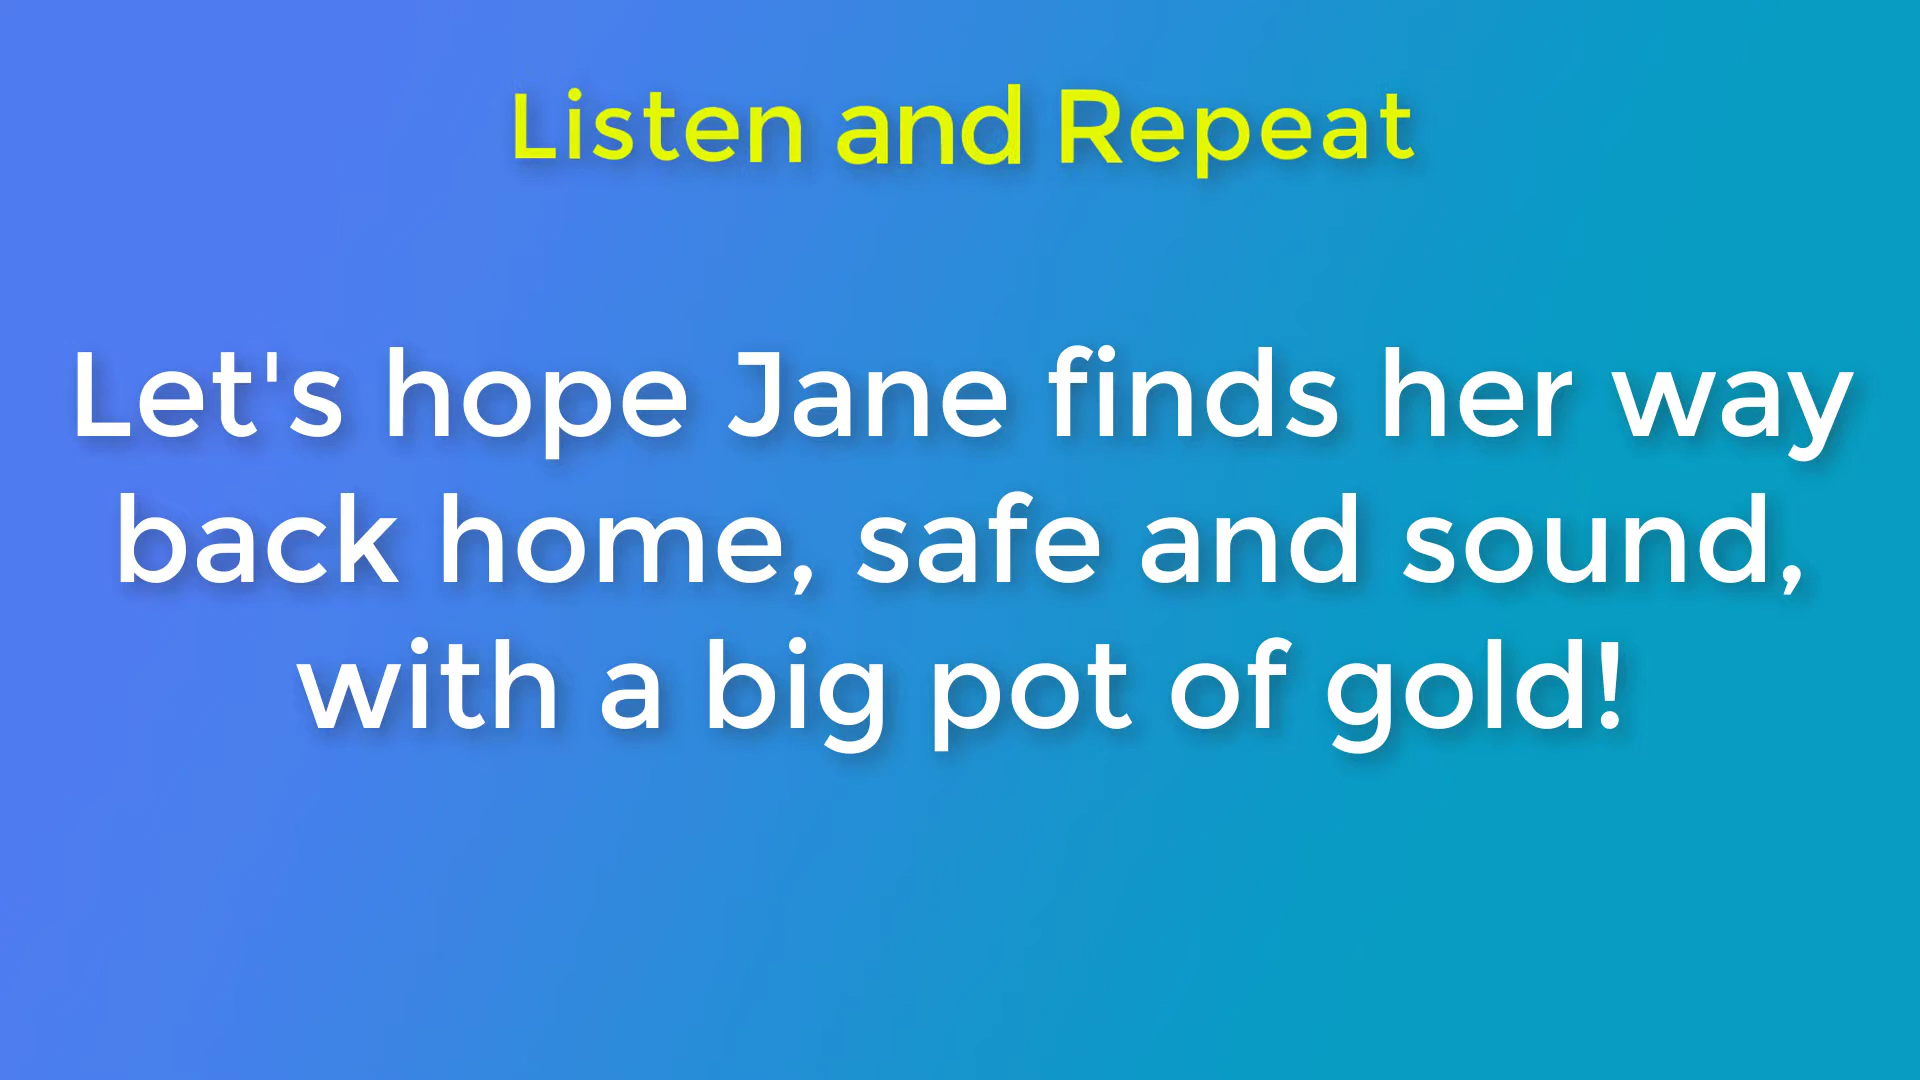 Listen and Repeat
Let's hope Jane finds her way
back home, safe and sound,
with a big pot of gold!